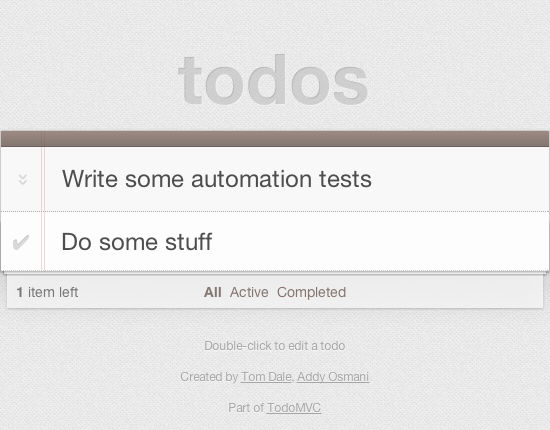 todos
Write some automation tests
Do some stuff
1 item left All Active Completed
Double-click to edit a todo
Created by Tom Dale, Addy Osmani
Part of TodoMVC